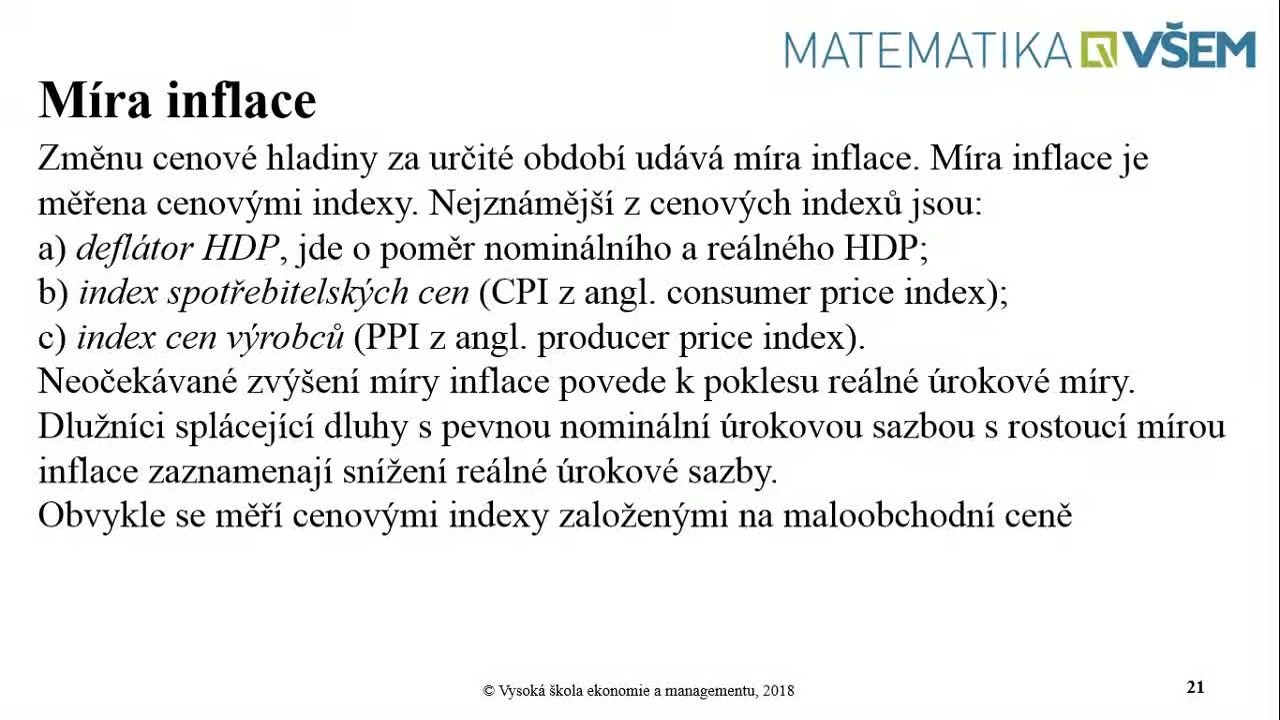 MATEMATIKA VŠEM
Míra inflace
Změnu cenové hladiny za určité období udává míra inflace. Míra inflace je
měřena cenovými indexy. Nejznámější z cenových indexů jsou:
a) deflátor HDP, jde o poměr nominálního a reálného HDP;
b) index spotřebitelských cen (CPI z angl. consumer price index);
c) index cen výrobců (PPI z angl. producer price index).
Neočekávané zvýšení míry inflace povede k poklesu reálné úrokové míry.
Dlužníci splácející dluhy s pevnou nominální úrokovou sazbou s rostoucí mírou
inflace zaznamenají snížení reálné úrokové sazby.
Obvykle se měří cenovými indexy založenými na maloobchodní ceně
© Vysoká škola ekonomie a managementu, 2018
21